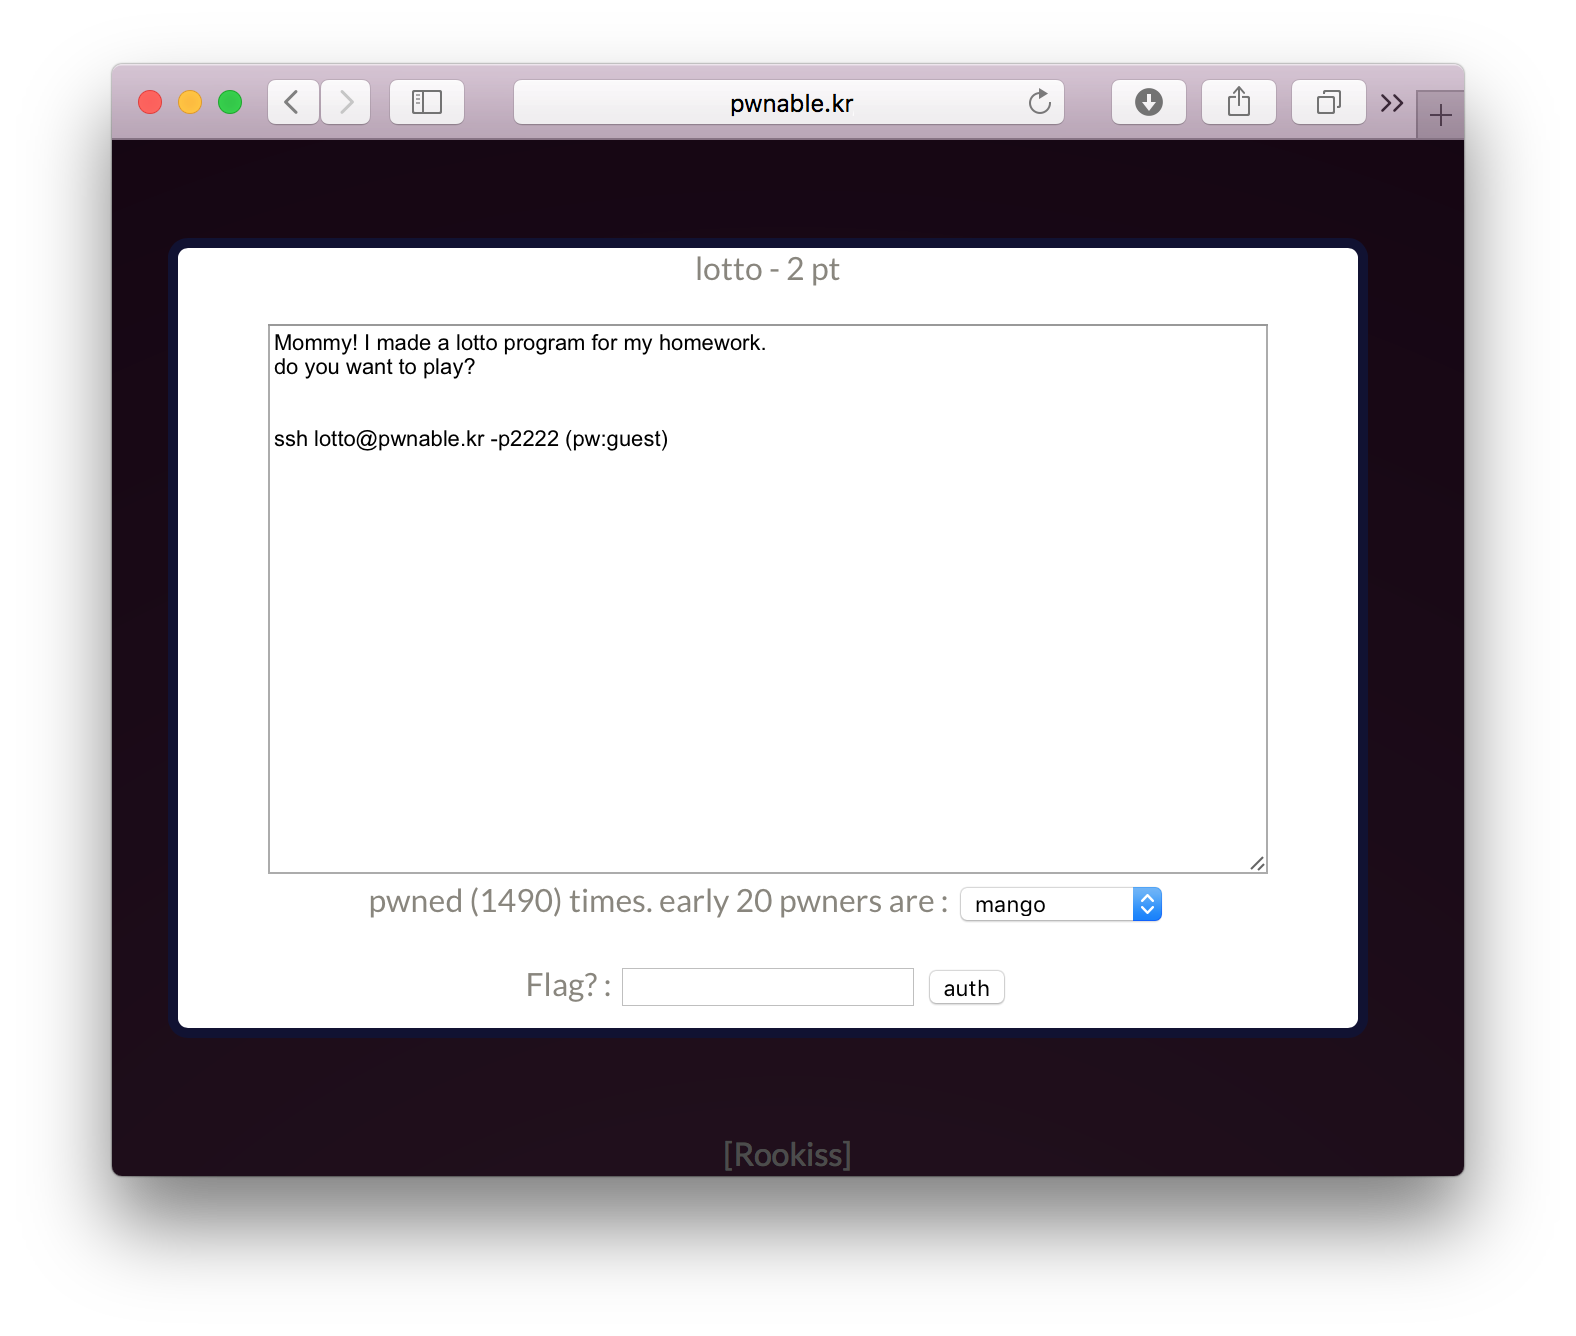 pwnable.kr
lotto - 2 pt
Mommy! I made a lotto program for my homework.
do you want to play?
ssh lotto@pwnable.kr -p2222 (pw:guest)
pwned (1490) times. early 20 pwners are : mango
Flag? : auth
[Rookiss]